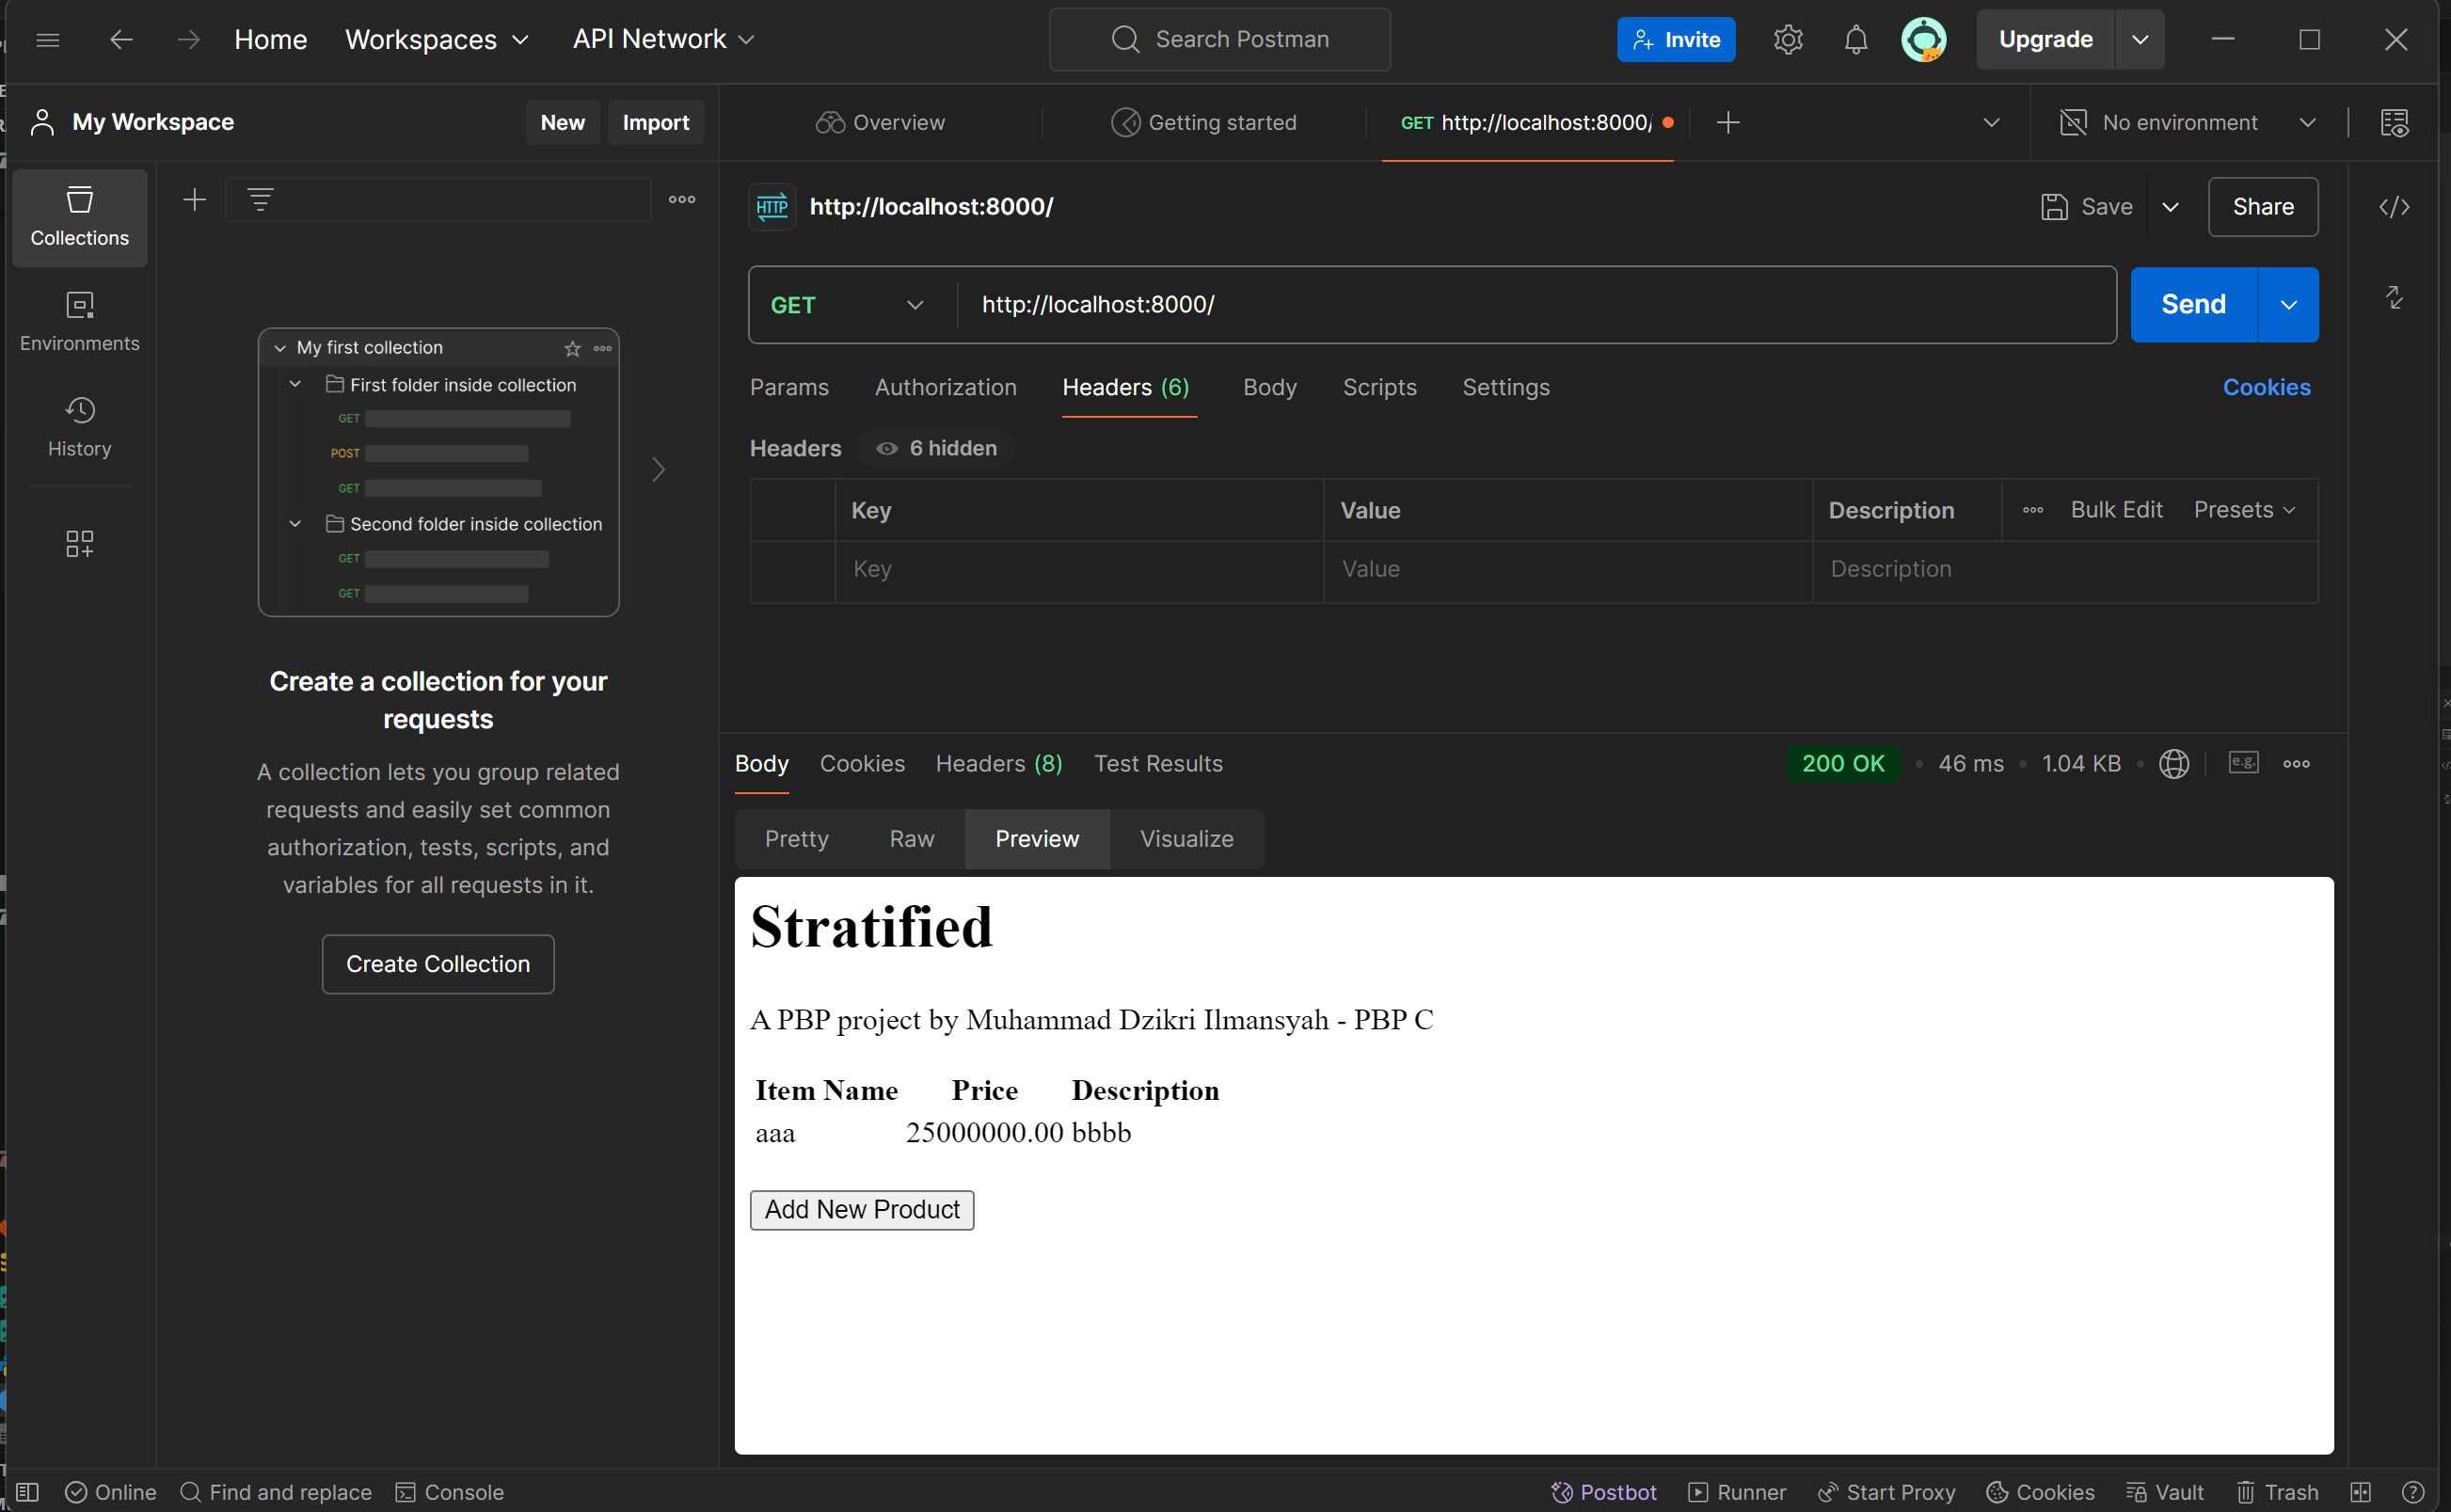 Home Workspaces API Network Search Postman Invite Upgrade
My Workspace New Import Overview Getting started GET http://localhost:8000/ No environment
Collections
Environments
History
My first collection
First folder inside collection
GET
POST
GET
Second folder inside collection
GET
GET
Create a collection for your
requests
A collection lets you group related
requests and easily set common
authorization, tests, scripts, and
variables for all requests in it.
Create Collection
HTTP http://localhost:8000/ Save Share
GET http://localhost:8000/ Send
Params Authorization Headers (6) Body Scripts Settings Cookies
Headers 6 hidden
Key Value Description Bulk Edit Presets
Key Value Description
Body Cookies Headers (8) Test Results 200 OK • 46 ms • 1.04 KB • e.g.
Pretty Raw Preview Visualize
Stratified
A PBP project by Muhammad Dzikri Ilmansyah - PBP C
Item Name Price Description
aaa 25000000.00 bbbb
Add New Product
Online Find and replace Console Postbot Runner Start Proxy Cookies Vault Trash